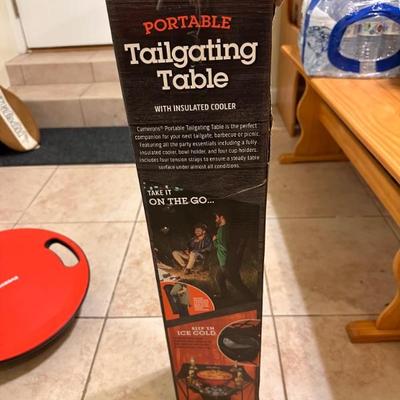 PORTABLE
Tailgating
Table
WITH INSULATED COOLER
Camerons® Portable Tailgating Table is the perfect
companion for your next tailgate, barbecue or picnic.
Featuring all the party essentials including a fully
insulated cooler, bowl holder, and four cup holders.
Includes four tension straps to ensure a steady table
surface under almost all conditions.
TAKE IT
ON THE GO...
KEEP 'EM
ICE COLD